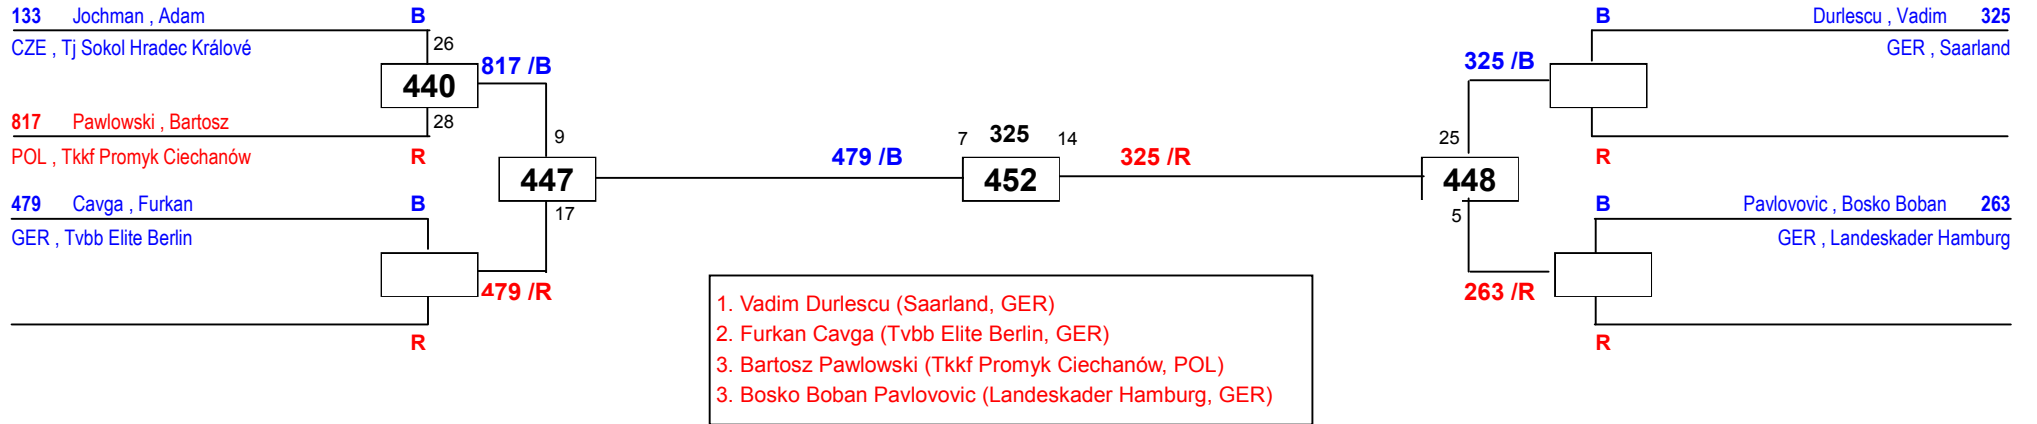 133 Jochman , Adam B
CZE , Tj Sokol Hradec Králové
26
440
817 /B
28
817 Pawlowski , Bartosz
POL , Tkkf Promyk Ciechanów R
9
447
17
479 Cavga , Furkan B
GER , Tvbb Elite Berlin
479 /R
R
479 /B
7 325 14
452
325 /R
B Durlescu , Vadim 325
GER , Saarland
325 /B
R
25
448
5
B Pavlovovic , Bosko Boban 263
GER , Landeskader Hamburg
263 /R
R
1. Vadim Durlescu (Saarland, GER)
2. Furkan Cavga (Tvbb Elite Berlin, GER)
3. Bartosz Pawlowski (Tkkf Promyk Ciechanów, POL)
3. Bosko Boban Pavlovovic (Landeskader Hamburg, GER)